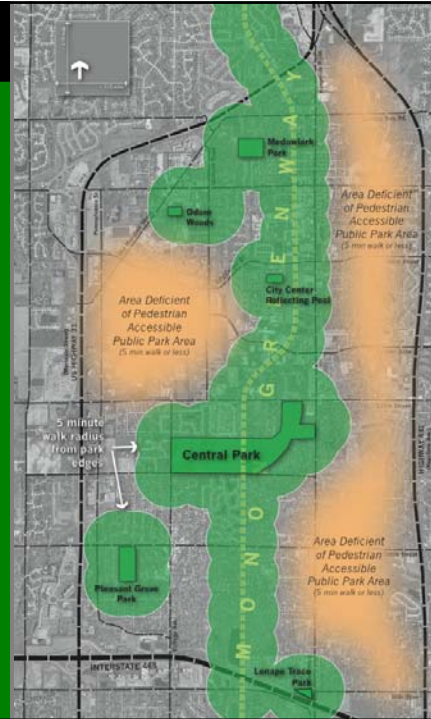 Meadowlark
Park
Area Deficient
of Pedestrian
Accessible
Public Park Area
(5 min walk or less)
Odom
Woods
City Center
Reflecting Pool
Area Deficient
of Pedestrian
Accessible
Public Park Area
(5 min walk or less)
US HIGHWAY 31
5 minute
walk radius
from park
edges
Central Park
MONON GREENWAY
Area Deficient
of Pedestrian
Accessible
Public Park Area
(5 min walk or less)
Pleasant Grove
Park
INTERSTATE 465
Lenape Trace
Park